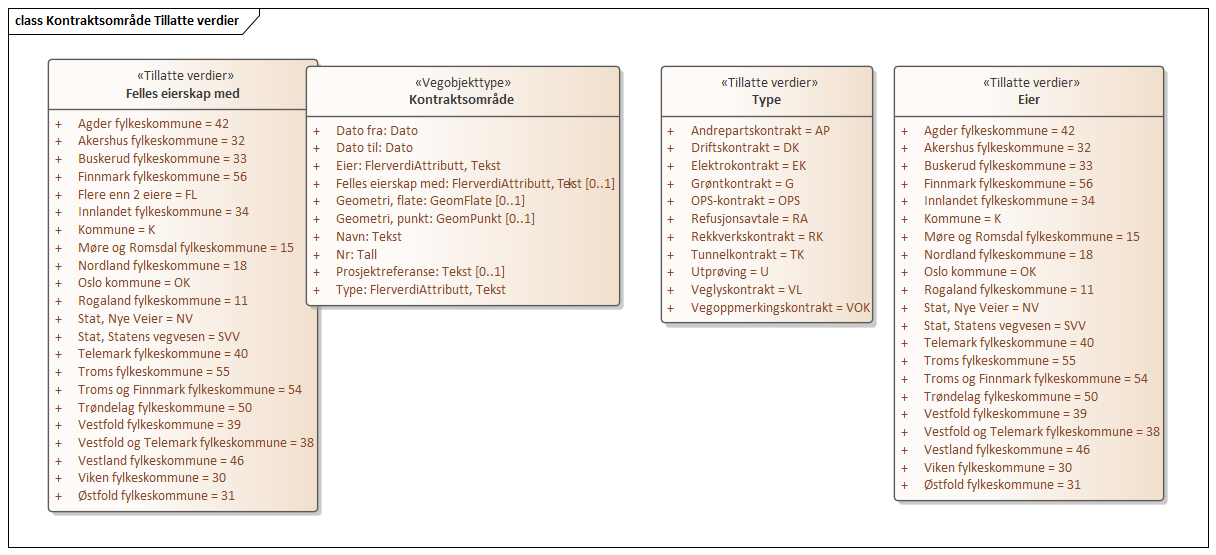 class Kontraktsområde Tillatte verdier
«Tillatte verdier»
Felles eierskap med
+ Agder fylkeskommune = 42
+ Akershus fylkeskommune = 32
+ Buskerud fylkeskommune = 33
+ Finnmark fylkeskommune = 56
+ Flere enn 2 eiere = FL
+ Innlandet fylkeskommune = 34
+ Kommune = K
+ Møre og Romsdal fylkeskommune = 15
+ Nordland fylkeskommune = 18
+ Oslo kommune = OK
+ Rogaland fylkeskommune = 11
+ Stat, Nye Veier = NV
+ Stat, Statens vegvesen = SVV
+ Telemark fylkeskommune = 40
+ Troms fylkeskommune = 55
+ Troms og Finnmark fylkeskommune = 54
+ Trøndelag fylkeskommune = 50
+ Vestfold fylkeskommune = 39
+ Vestfold og Telemark fylkeskommune = 38
+ Vestland fylkeskommune = 46
+ Viken fylkeskommune = 30
+ Østfold fylkeskommune = 31
«Vegobjekttype»
Kontraktsområde
+ Dato fra: Dato
+ Dato til: Dato
+ Eier: FlerverdiAttributt, Tekst
+ Felles eierskap med: FlerverdiAttributt, Tekst [0..1]
+ Geometri, flate: GeomFlate [0..1]
+ Geometri, punkt: GeomPunkt [0..1]
+ Navn: Tekst
+ Nr: Tall
+ Prosjektreferanse: Tekst [0..1]
+ Type: FlerverdiAttributt, Tekst
«Tillatte verdier»
Type
+ Andrepartskontrakt = AP
+ Driftskontrakt = DK
+ Elektrokontrakt = EK
+ Grøntkontrakt = G
+ OPS-kontrakt = OPS
+ Refusjonsavtale = RA
+ Rekkverkskontrakt = RK
+ Tunnelkontrakt = TK
+ Utprøving = U
+ Veglyskontrakt = VL
+ Vegoppmerkingskontrakt = VOK
«Tillatte verdier»
Eier
+ Agder fylkeskommune = 42
+ Akershus fylkeskommune = 32
+ Buskerud fylkeskommune = 33
+ Finnmark fylkeskommune = 56
+ Innlandet fylkeskommune = 34
+ Kommune = K
+ Møre og Romsdal fylkeskommune = 15
+ Nordland fylkeskommune = 18
+ Oslo kommune = OK
+ Rogaland fylkeskommune = 11
+ Stat, Nye Veier = NV
+ Stat, Statens vegvesen = SVV
+ Telemark fylkeskommune = 40
+ Troms fylkeskommune = 55
+ Troms og Finnmark fylkeskommune = 54
+ Trøndelag fylkeskommune = 50
+ Vestfold fylkeskommune = 39
+ Vestfold og Telemark fylkeskommune = 38
+ Vestland fylkeskommune = 46
+ Viken fylkeskommune = 30
+ Østfold fylkeskommune = 31